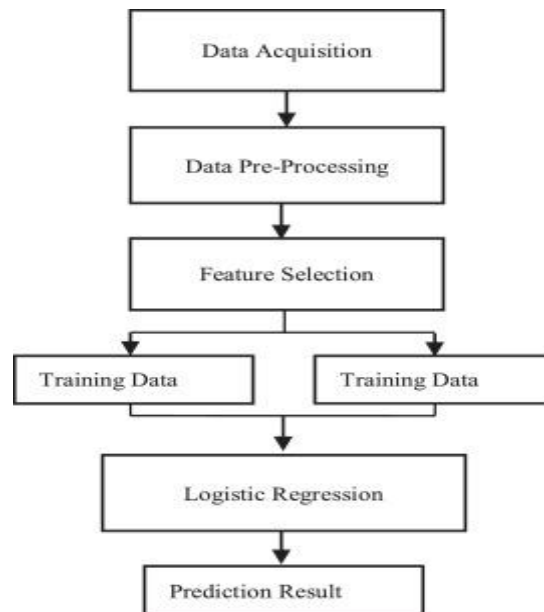 Data Acquisition
Data Pre-Processing
Feature Selection
Training Data
Training Data
Logistic Regression
Prediction Result